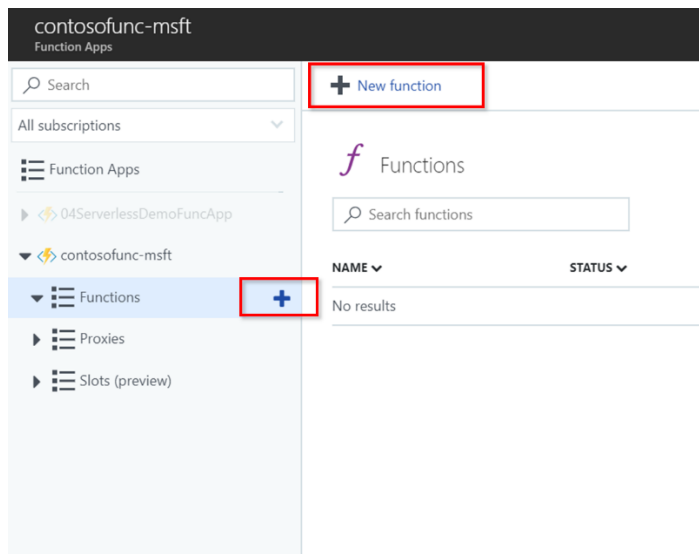 contosofunc-msft
Function Apps
Search
All subscriptions
Function Apps
04ServerlessDemoFuncApp
contosofunc-msft
Functions
Proxies
Slots (preview)
New function
Functions
Search functions
NAME STATUS
No results